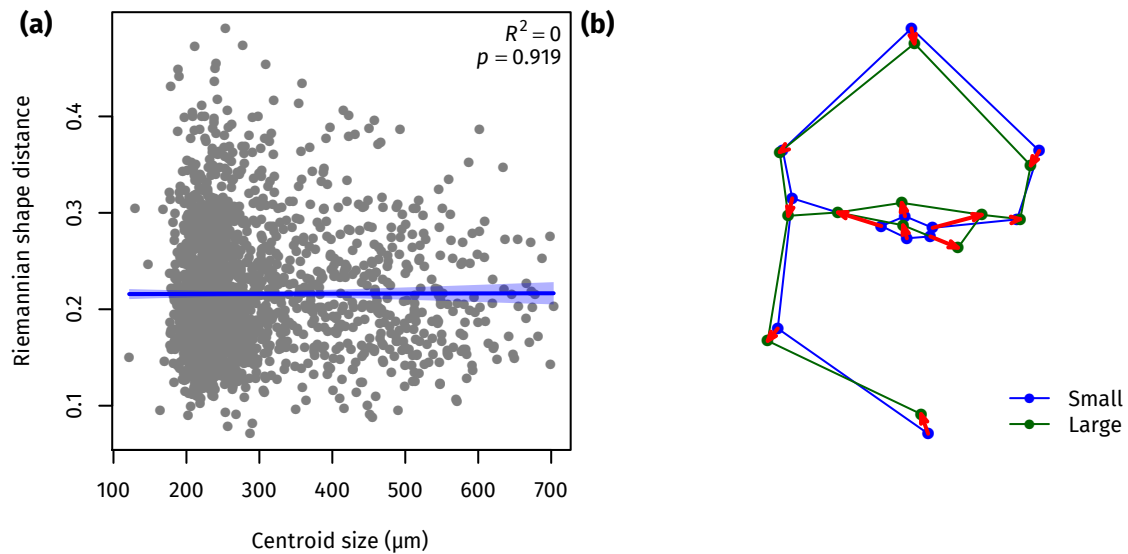 (a)
R² = 0
p = 0.919
Riemannian shape distance
0.4
0.3
0.2
0.1
100 200 300 400 500 600 700
Centroid size (µm)
(b)
Small
Large